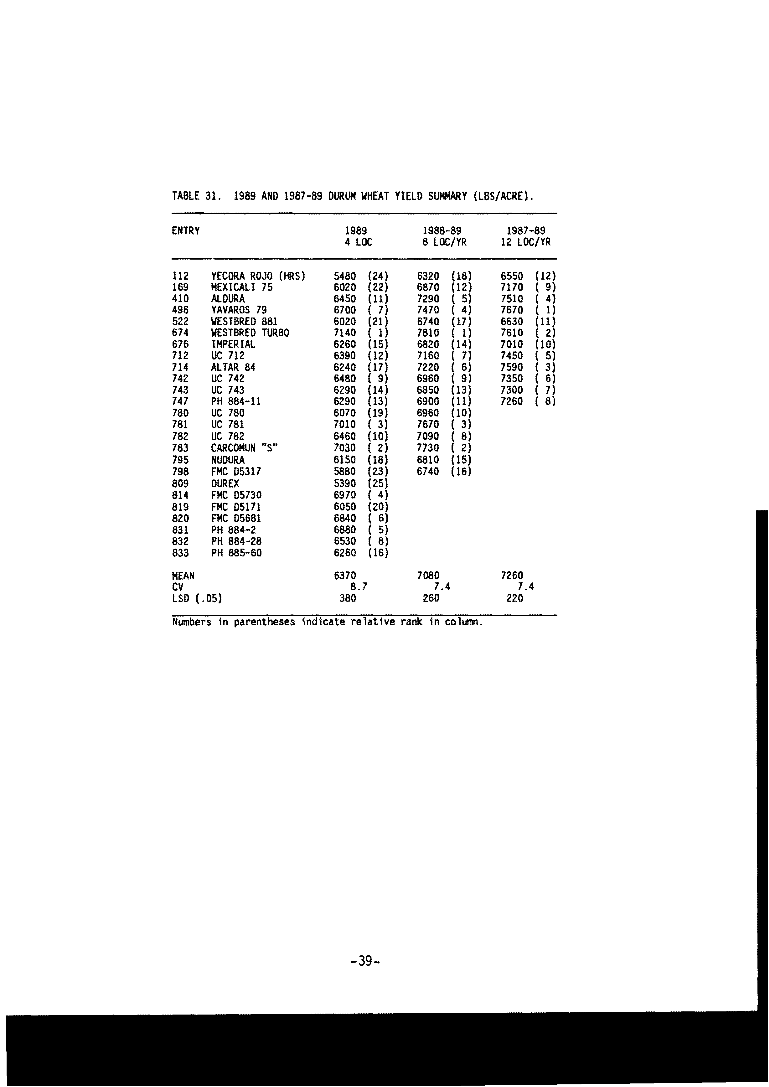 TABLE 31. 1989 AND 1987-89 DURUM WHEAT YIELD SUMMARY (LBS/ACRE).
ENTRY 1989 1988-89 1987-89
4 LOC 8 LOC/YR 12 LOC/YR
112 YECORA ROJO (HRS) 5480 (24) 6320 (18) 6550 (12)
169 MEXICALI 75 6020 (22) 6870 (12) 7170 ( 9)
410 ALDURA 6450 (11) 7290 ( 5) 7510 ( 4)
496 YAVAROS 79 6700 ( 7) 7470 ( 4) 7670 ( 1)
522 WESTBRED 881 6020 (21) 6740 (17) 6630 (11)
674 WESTBRED TURBO 7140 ( 1) 7810 ( 1) 7610 ( 2)
676 IMPERIAL 6260 (15) 6820 (14) 7010 (10)
712 UC 712 6390 (12) 7160 ( 7) 7450 ( 5)
714 ALTAR 84 6240 (17) 7220 ( 6) 7590 ( 3)
742 UC 742 6480 ( 9) 6960 ( 9) 7350 ( 6)
743 UC 743 6290 (14) 6850 (13) 7300 ( 7)
747 PH 884-11 6290 (13) 6900 (11) 7260 ( 8)
780 UC 780 6070 (19) 6960 (10)
781 UC 781 7010 ( 3) 7670 ( 3)
782 UC 782 6460 (10) 7090 ( 8)
783 CARCOMUN "S" 7030 ( 2) 7730 ( 2)
795 NUDURA 6150 (18) 6810 (15)
798 FMC D5317 5880 (23) 6740 (16)
809 DUREX 5390 (25)
814 FMC D5730 6970 ( 4)
819 FMC D5171 6050 (20)
820 FMC D5681 6840 ( 6)
831 PH 884-2 6880 ( 5)
832 PH 884-28 6530 ( 8)
833 PH 885-60 6260 (16)
MEAN 6370 7080 7260
CV 8.7 7.4 7.4
LSD (.05) 380 260 220
Numbers in parentheses indicate relative rank in column.
-39-